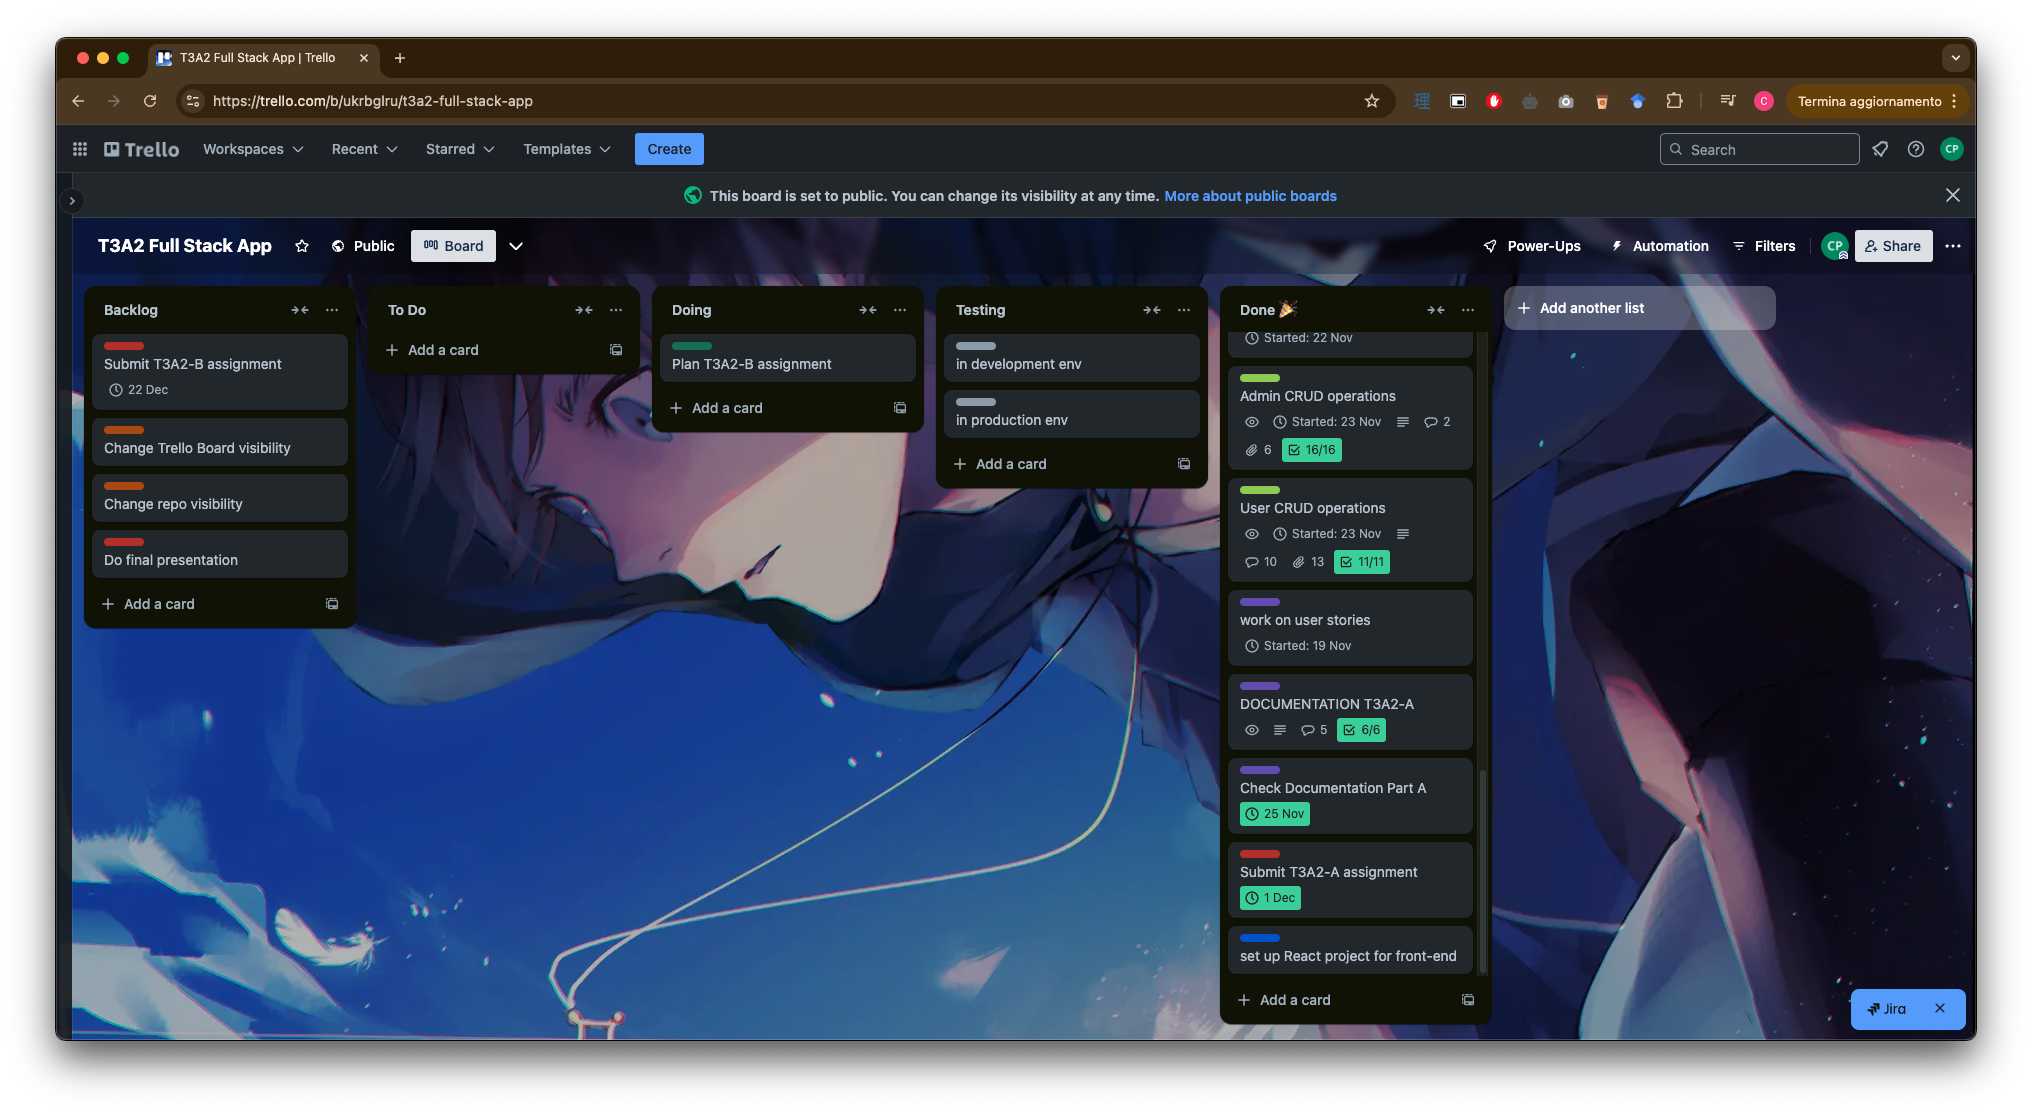 T3A2 Full Stack App | Trello
https://trello.com/b/ukrbglru/t3a2-full-stack-app
C
Termina aggiornamento
Trello
Workspaces
Recent
Starred
Templates
Create
Search
CP
This board is set to public. You can change its visibility at any time. More about public boards
T3A2 Full Stack App
Public
Board
Power-Ups
Automation
Filters
CP
Share
Backlog
Submit T3A2-B assignment
22 Dec
Change Trello Board visibility
Change repo visibility
Do final presentation
Add a card
To Do
Add a card
Doing
Plan T3A2-B assignment
Add a card
Testing
in development env
in production env
Add a card
Done 🎉
Started: 22 Nov
Admin CRUD operations
Started: 23 Nov
2
6
16/16
User CRUD operations
Started: 23 Nov
10
13
11/11
work on user stories
Started: 19 Nov
DOCUMENTATION T3A2-A
5
6/6
Check Documentation Part A
25 Nov
Submit T3A2-A assignment
1 Dec
set up React project for front-end
Add a card
Add another list
Jira